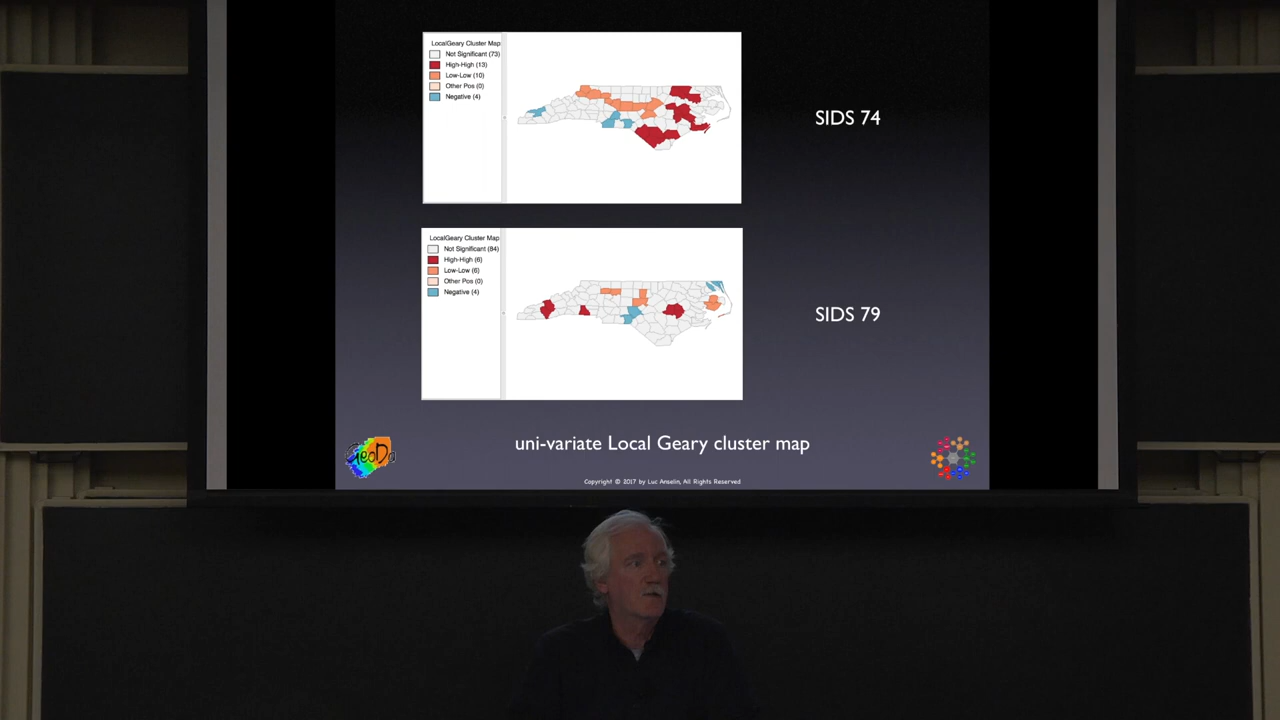 LocalGeary Cluster Map
Not Significant (73)
High-High (13)
Low-Low (10)
Other Pos (0)
Negative (4)
SIDS 74
LocalGeary Cluster Map
Not Significant (84)
High-High (6)
Low-Low (6)
Other Pos (0)
Negative (4)
SIDS 79
GeoDa
uni-variate Local Geary cluster map
Copyright © 2017 by Luc Anselin, All Rights Reserved